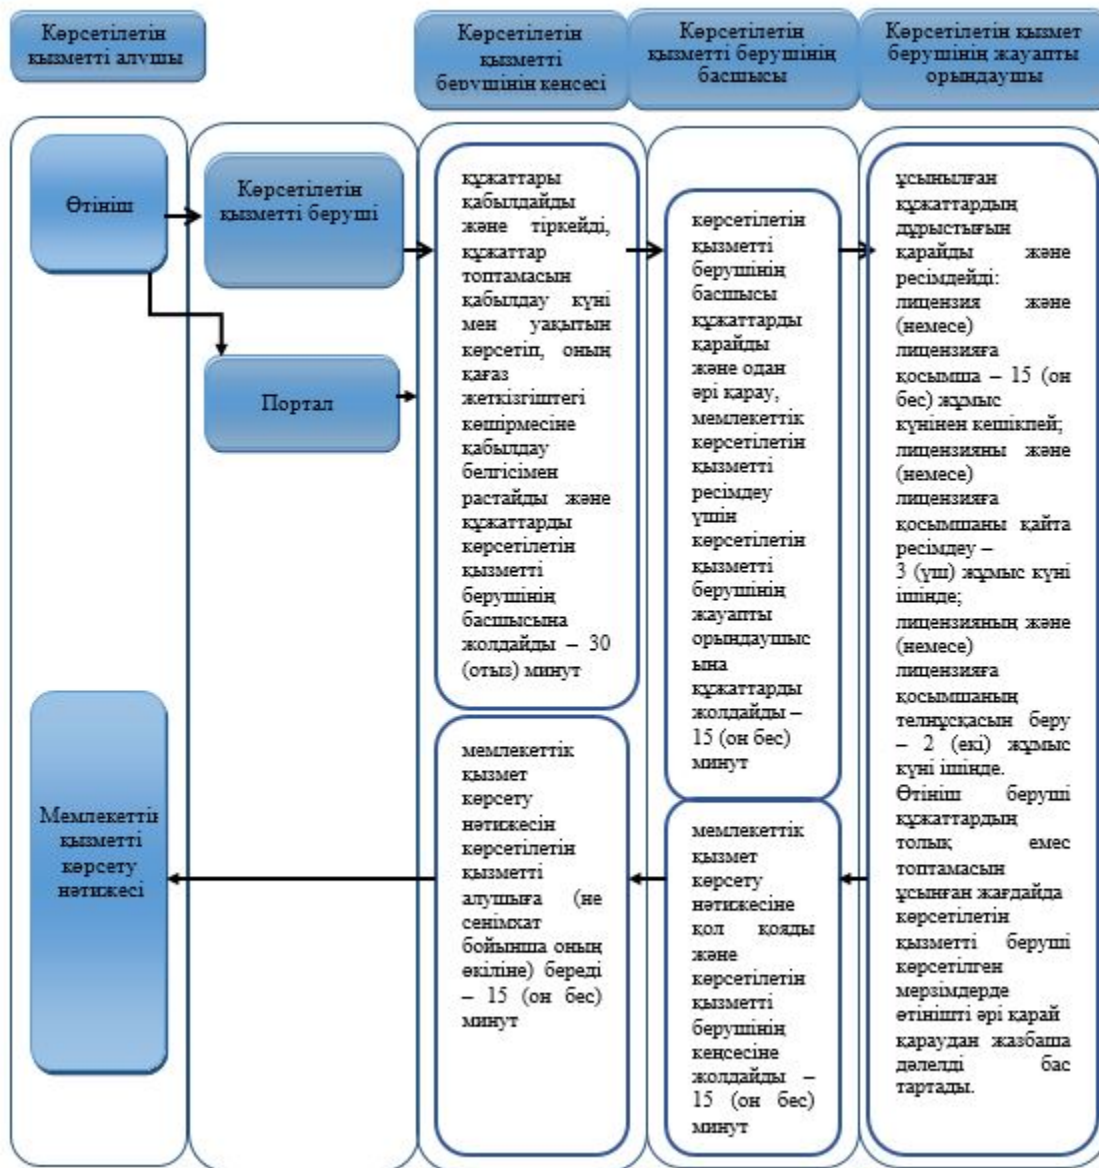 Көрсетілетін
қызметті алушы
Көрсетілетін
қызметті
берушінің кеңсесі
Көрсетілетін
қызметті берушінің
басшысы
Көрсетілетін қызмет
берушінің жауапты
орындаушы
Өтініш
Көрсетілетін
қызметті беруші
Портал
құжаттары
қабылдайды
және тіркейді,
құжаттар
топтамасын
қабылдау күні
мен уақытын
көрсетіп, оның
қағаз
жеткізгіштегі
көшірмесіне
қабылдау
белгісімен
растайды және
құжаттарды
көрсетілетін
қызметті
берушінің
басшысына
жолдайды – 30
(отыз) минут
көрсетілетін
қызметті
берушінің
басшысы
құжаттарды
қарайды
және одан
әрі қарау,
мемлекеттік
көрсетілетін
қызметті
ресімдеу
үшін
көрсетілетін
қызметті
берушінің
жауапты
орындаушыс
ына
құжаттарды
жолдайды –
15 (он бес)
минут
ұсынылған
құжаттардың
дұрыстығын
қарайды және
ресімдейді:
лицензия және
(немесе)
лицензияға
қосымша – 15 (он
бес) жұмыс
күнінен кешікпей;
лицензияны және
(немесе)
лицензияға
қосымшаны қайта
ресімдеу –
3 (үш) жұмыс күні
ішінде;
лицензияның және
(немесе)
лицензияға
қосымшаның
телнұсқасын беру
– 2 (екі) жұмыс
күні ішінде.
Өтініш беруші
құжаттардың
толық емес
топтамасын
ұсынған жағдайда
көрсетілетін
қызметті беруші
көрсетілген
мерзімдерде
өтінішті әрі қарай
қараудан жазбаша
дәлелді бас
тартады.
Мемлекеттік
қызметті
көрсету
нәтижесі
мемлекеттік
қызмет
көрсету
нәтижесін
көрсетілетін
қызметті
алушыға (не
сенімхат
бойынша оның
өкіліне) береді
– 15 (он бес)
минут
мемлекеттік
қызмет
көрсету
нәтижесіне
қол қояды
және
көрсетілетін
қызметті
берушінің
кеңсесіне
жолдайды –
15 (он бес)
минут